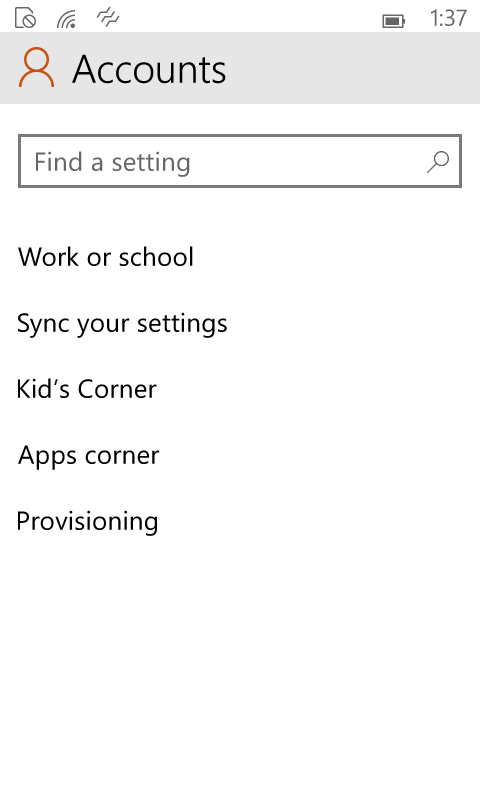 1:37
Accounts
Find a setting
Work or school
Sync your settings
Kid's Corner
Apps corner
Provisioning